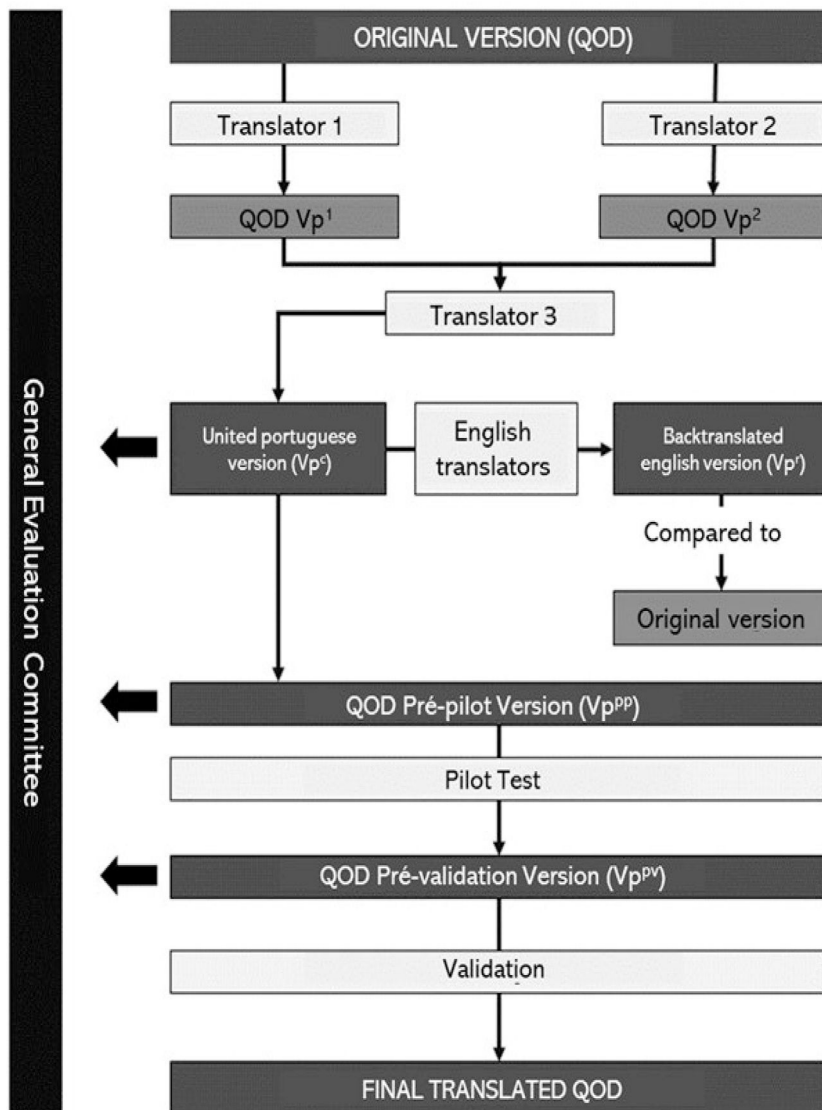 ORIGINAL VERSION (QOD)
Translator 1
Translator 2
QOD Vp¹
QOD Vp²
Translator 3
General Evaluation Committee
United portuguese
version (Vpᶜ)
English
translators
Backtranslated
english version (Vpʳ)
Compared to
Original version
QOD Pré-pilot Version (Vpᵖᵖ)
Pilot Test
QOD Pré-validation Version (Vpᵖᵛ)
Validation
FINAL TRANSLATED QOD